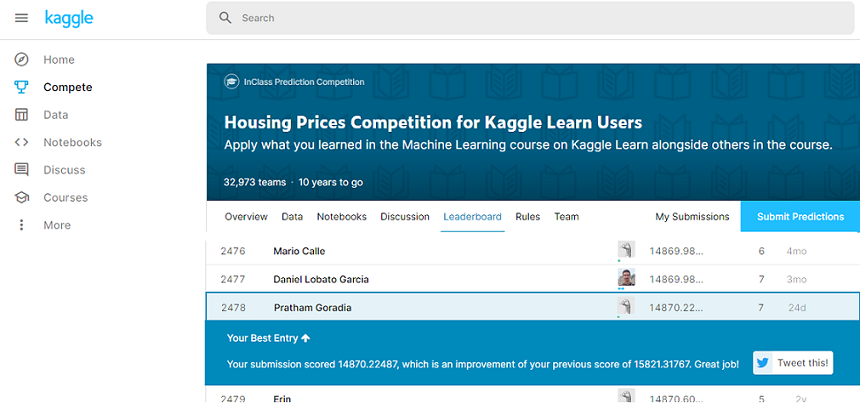 kaggle
Search
Home
Compete
Data
Notebooks
Discuss
Courses
More
InClass Prediction Competition
Housing Prices Competition for Kaggle Learn Users
Apply what you learned in the Machine Learning course on Kaggle Learn alongside others in the course.
32,973 teams · 10 years to go
Overview Data Notebooks Discussion Leaderboard Rules Team My Submissions Submit Predictions
2476 Mario Calle 14869.98... 6 4mo
2477 Daniel Lobato Garcia 14869.98... 7 3mo
2478 Pratham Goradia 14870.22... 7 24d
Your Best Entry
Your submission scored 14870.22487, which is an improvement of your previous score of 15821.31767. Great job! Tweet this!
2479 Erin 14870.60... 5 2y